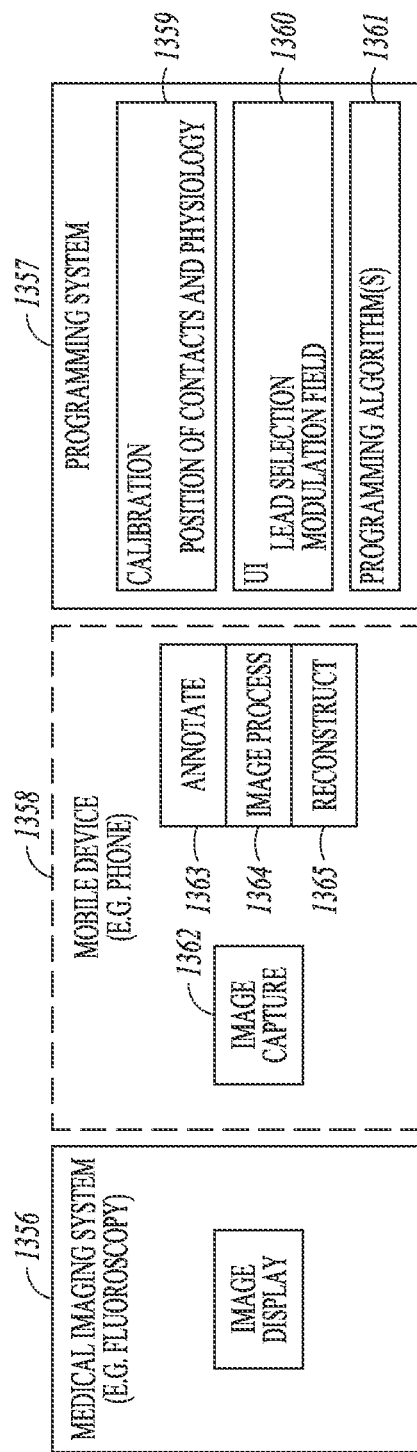 1356
MEDICAL IMAGING SYSTEM
(E.G. FLUOROSCOPY)
IMAGE
DISPLAY
1358
MOBILE DEVICE
(E.G. PHONE)
1362
IMAGE
CAPTURE
1363
ANNOTATE
1364
IMAGE PROCESS
1365
RECONSTRUCT
1357
PROGRAMMING SYSTEM
CALIBRATION
POSITION OF CONTACTS AND PHYSIOLOGY
1359
UI
LEAD SELECTION
MODULATION FIELD
1360
PROGRAMMING ALGORITHM(S)
1361